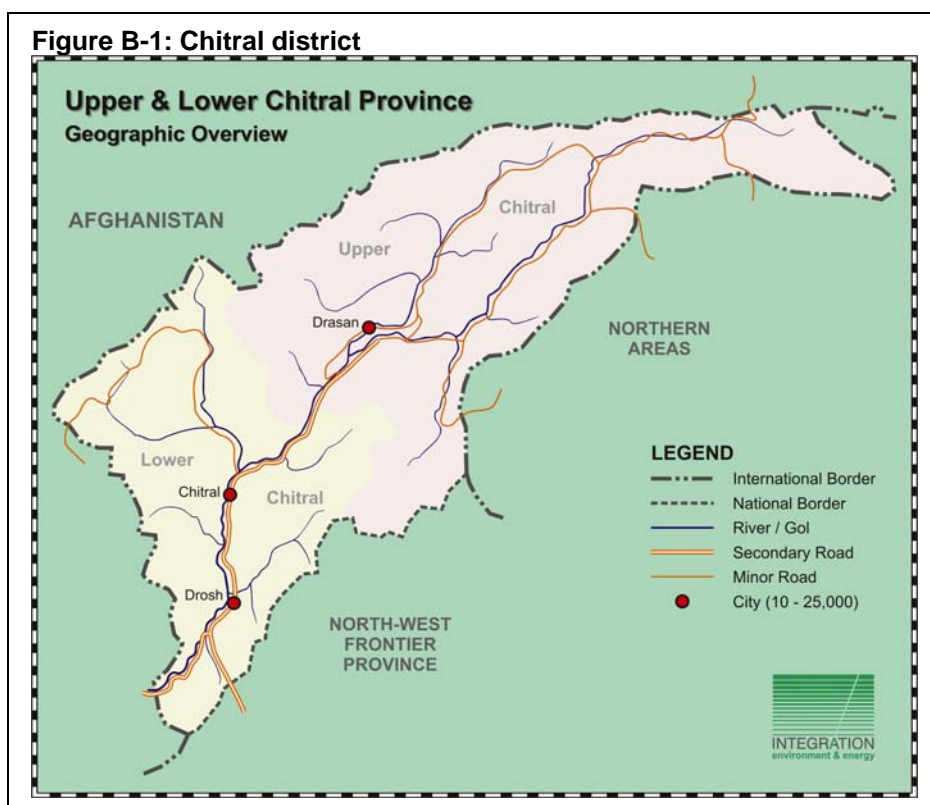 Figure B-1: Chitral district
Upper & Lower Chitral Province
Geographic Overview
AFGHANISTAN
Chitral
Upper
Drasan
NORTHERN
AREAS
Lower
Chitral
Chitral
Drosh
NORTH-WEST
FRONTIER
PROVINCE
LEGEND
International Border
National Border
River / Gol
Secondary Road
Minor Road
City (10 - 25,000)
INTEGRATION
environment & energy